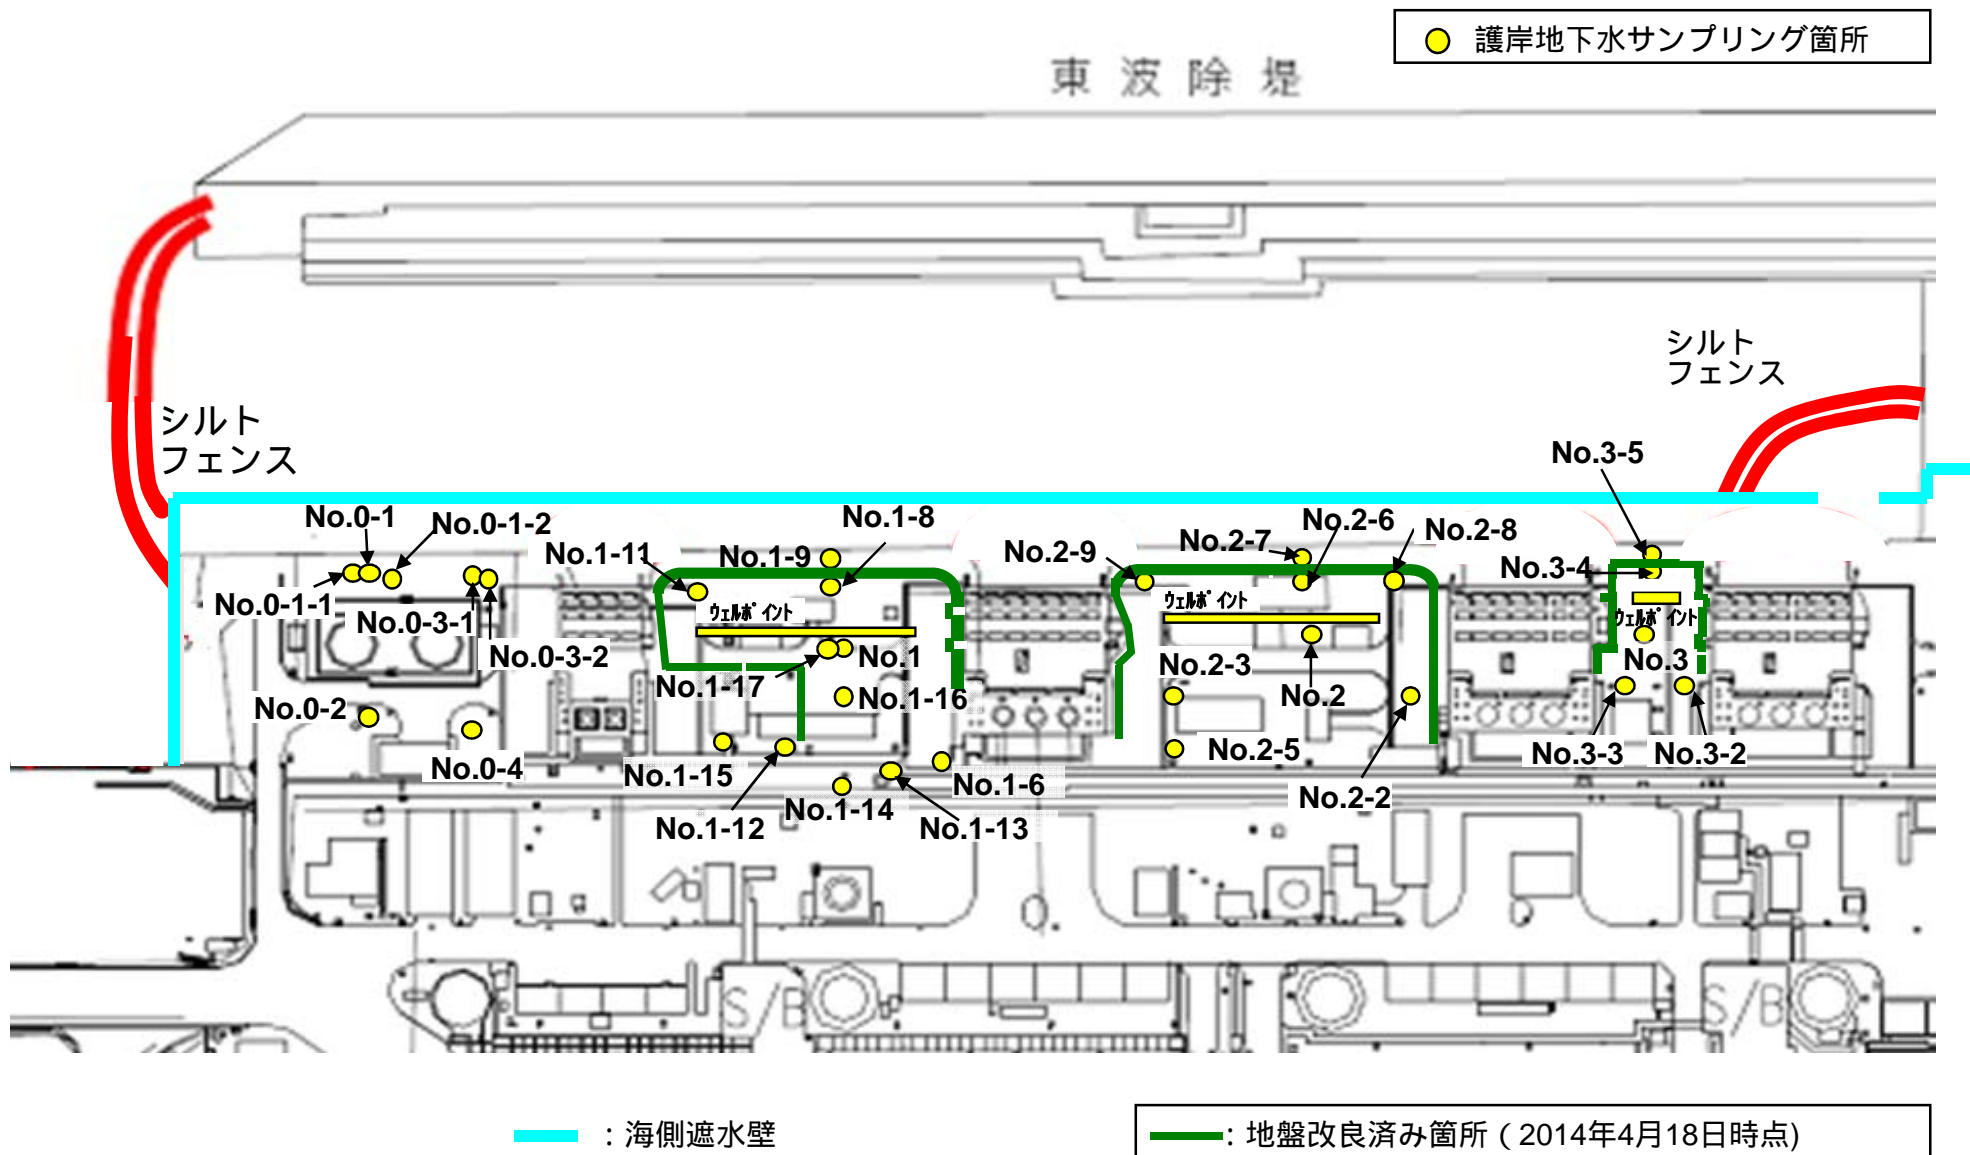 護岸地下水サンプリング箇所
東波除堤
シルト
フェンス
シルト
フェンス
No.3-5
No.0-1
No.0-1-2
No.1-8
No.2-6
No.2-8
No.1-11
No.1-9
No.2-9
No.2-7
No.3-4
No.0-1-1
No.0-3-1
ウェルポイント
ウェルポイント
ウェルポイント
No.0-3-2
No.1
No.2-3
No.3
No.1-17
No.1-16
No.2
No.0-2
No.2-5
No.3-3
No.3-2
No.0-4
No.1-15
No.1-6
No.2-2
No.1-14
No.1-12
No.1-13
S/B
S/B
:海側遮水壁
:地盤改良済み箇所(2014年4月18日時点)